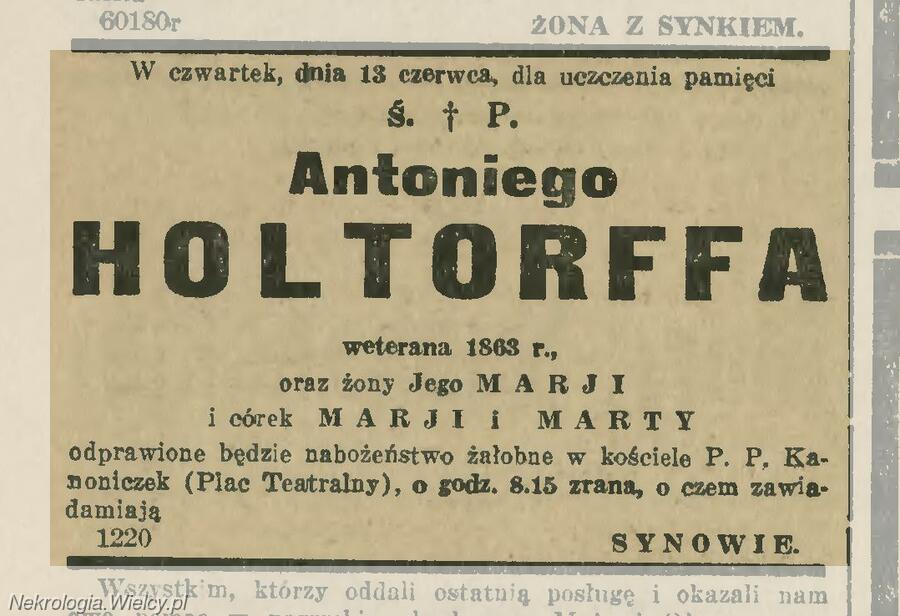 60180r ŻONA Z SYNKIEM.
W czwartek, dnia 13 czerwca, dla uczczenia pamięci
Ś. † P.
Antoniego
HOLTORFFA
weterana 1863 r.,
oraz żony Jego MARJI
i córek MARJI i MARTY
odprawione będzie nabożeństwo żałobne w kościele P. P. Ka-
noniczek (Plac Teatralny), o godz. 8.15 zrana, o czem zawia-
damiają
1220 SYNOWIE.
Wszystkim, którzy oddali ostatnią posługę i okazali nam
Nekrologia.Wielcy.pl